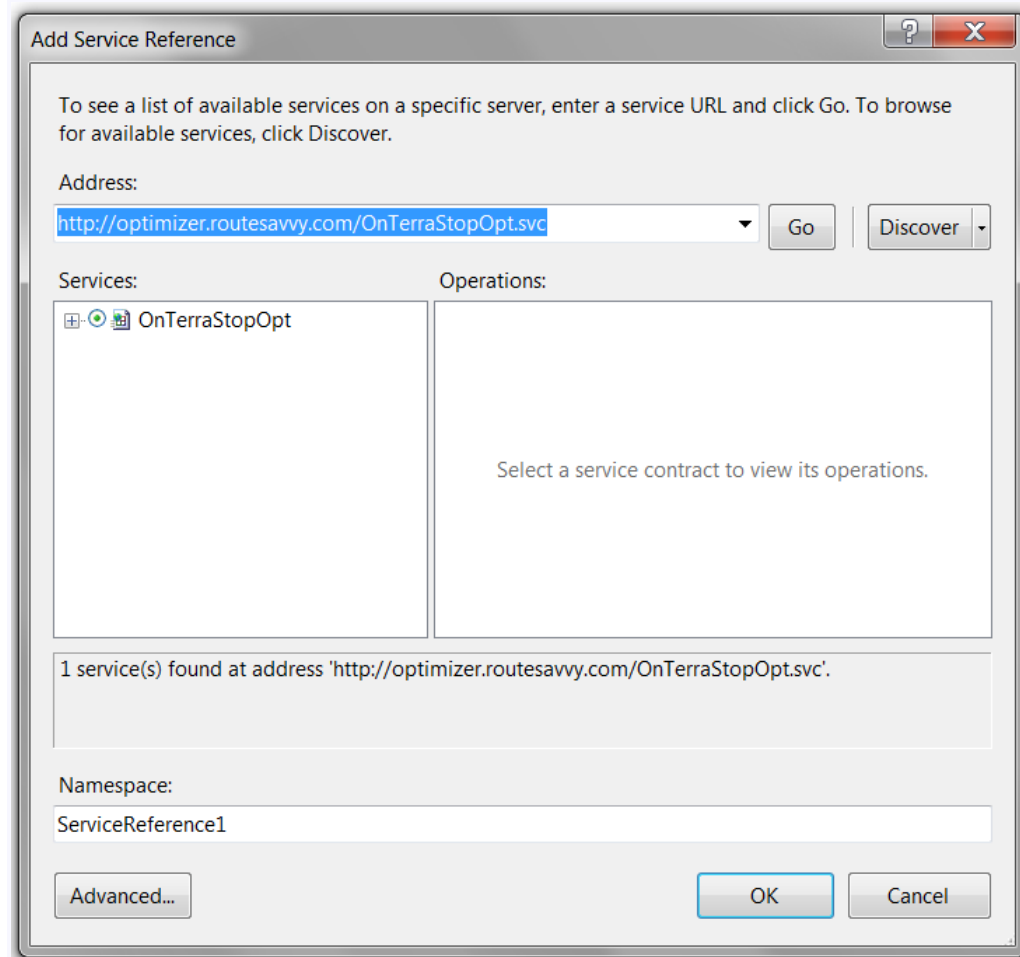 Add Service Reference
To see a list of available services on a specific server, enter a service URL and click Go. To browse
for available services, click Discover.
Address:
http://optimizer.routesavvy.com/OnTerraStopOpt.svc
Go
Discover
Services:
Operations:
OnTerraStopOpt
Select a service contract to view its operations.
1 service(s) found at address 'http://optimizer.routesavvy.com/OnTerraStopOpt.svc'.
Namespace:
ServiceReference1
Advanced...
OK
Cancel